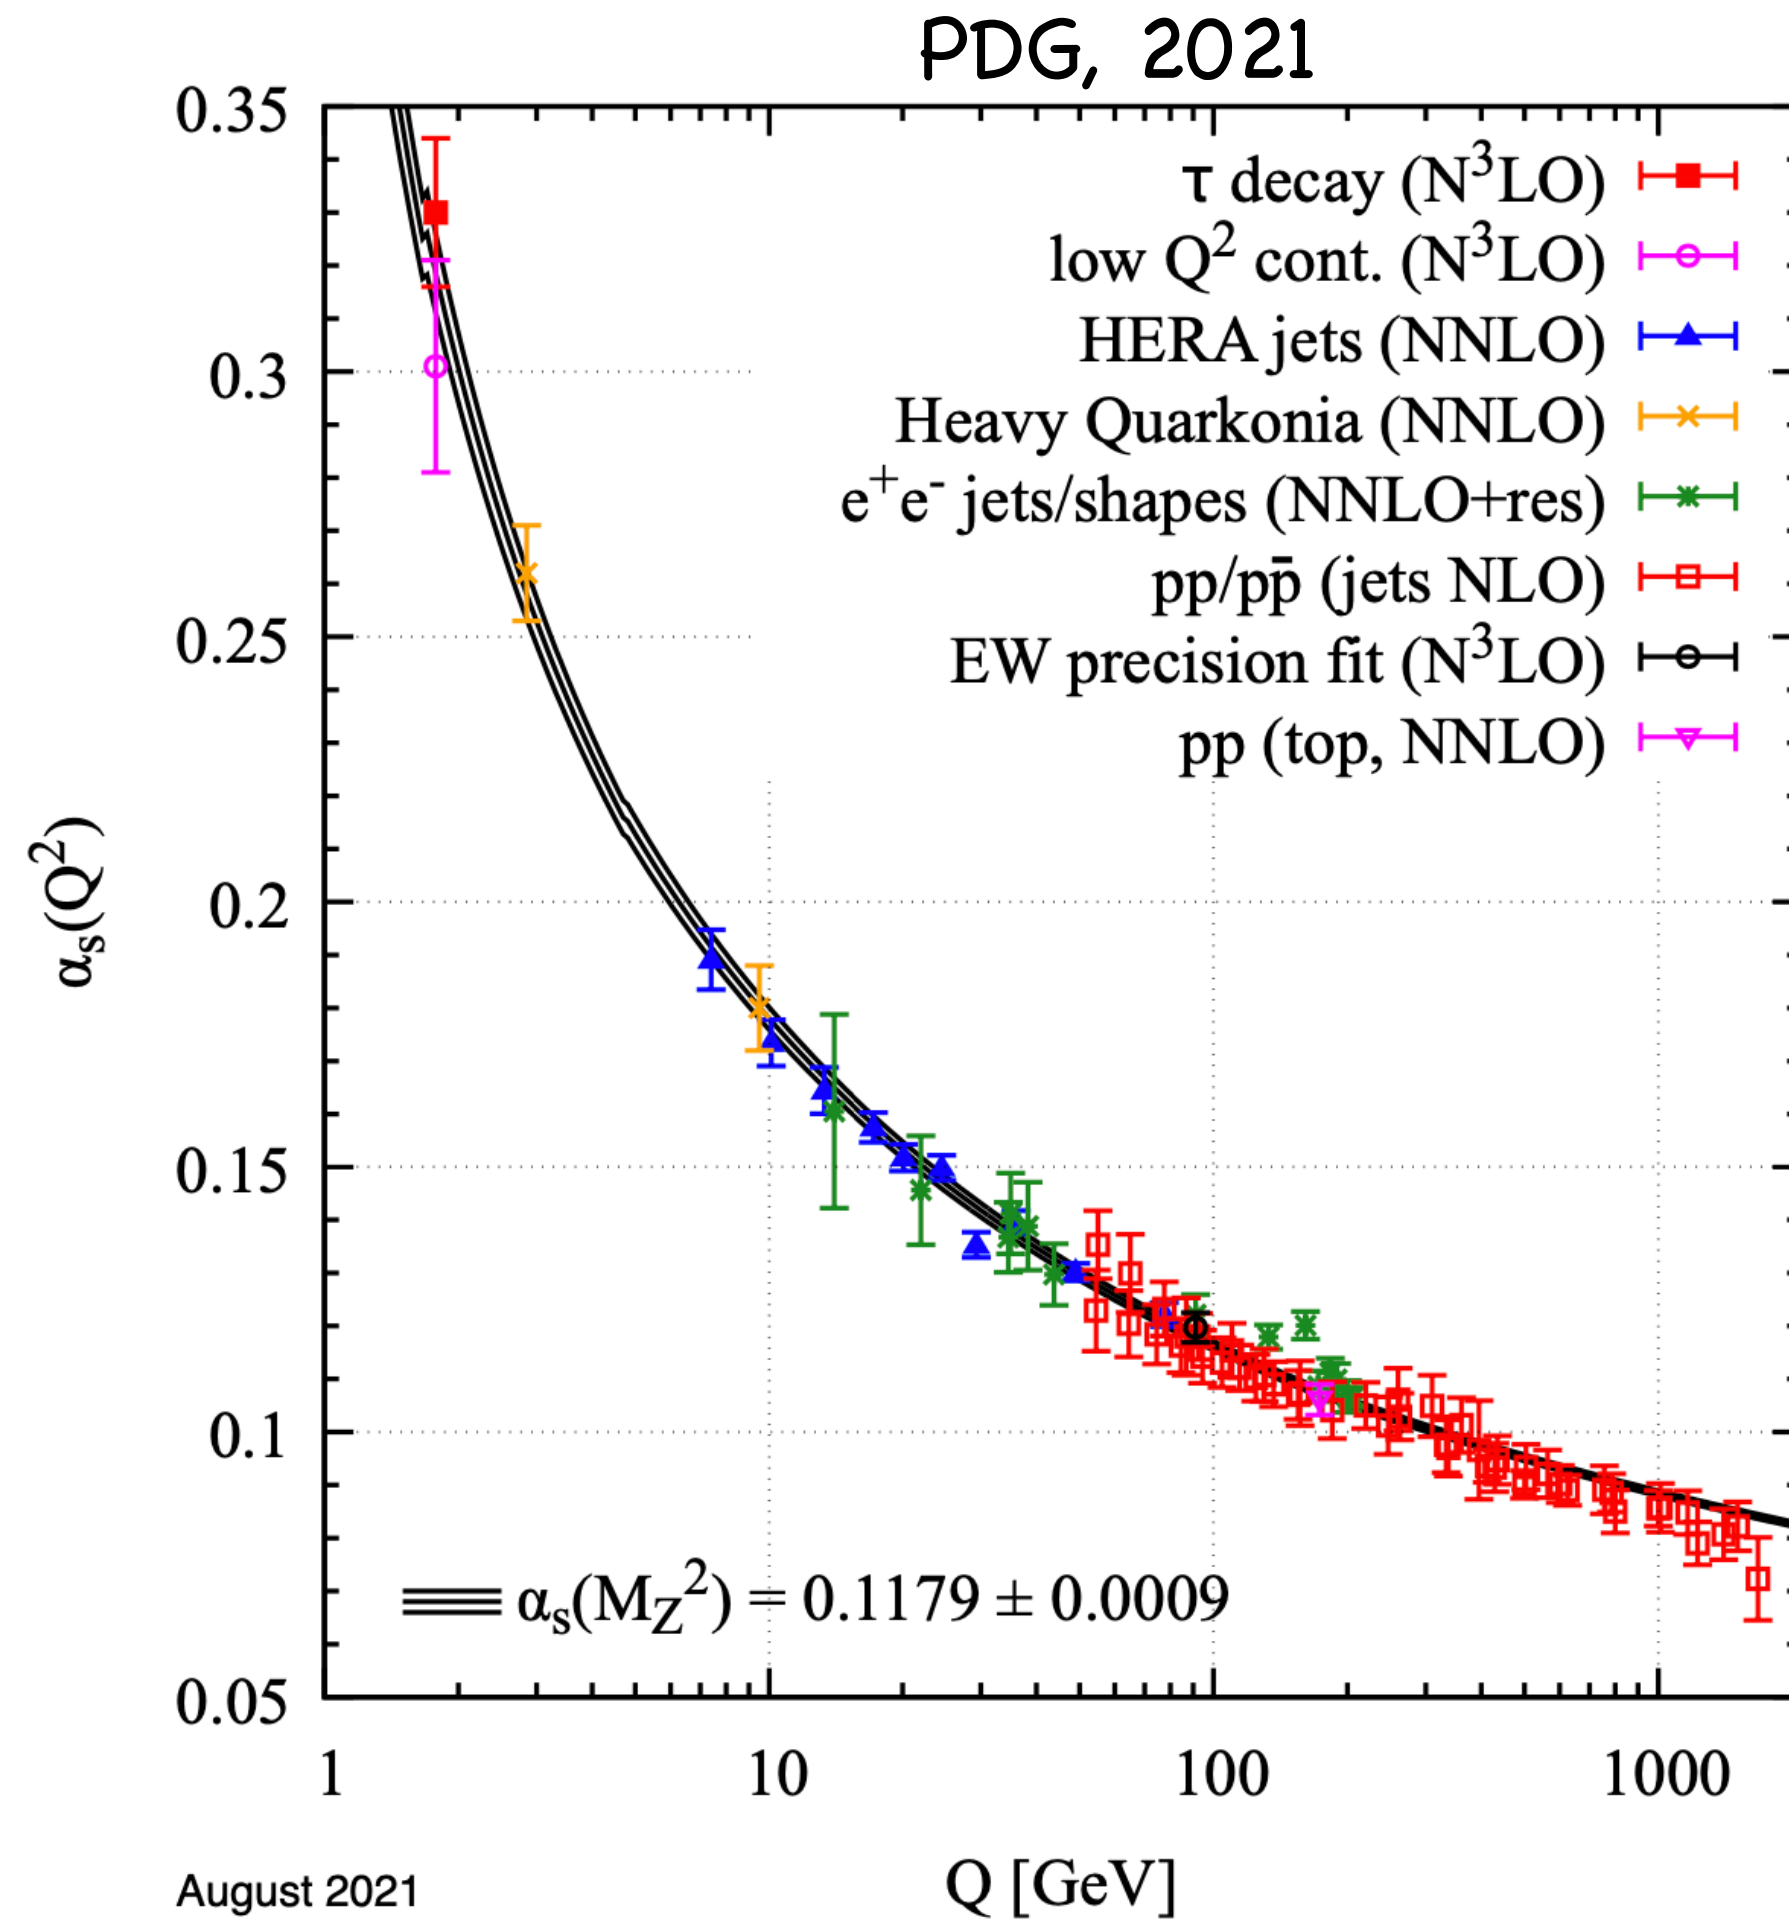 PDG, 2021
0.35
τ decay (N³LO)
low Q² cont. (N³LO)
0.3
HERA jets (NNLO)
Heavy Quarkonia (NNLO)
e⁺e⁻ jets/shapes (NNLO+res)
pp/pp̄ (jets NLO)
0.25
EW precision fit (N³LO)
pp (top, NNLO)
αₛ(Q²)
0.2
0.15
0.1
αₛ(M_Z²) = 0.1179 ± 0.0009
0.05
1 10 100 1000
Q [GeV]
August 2021